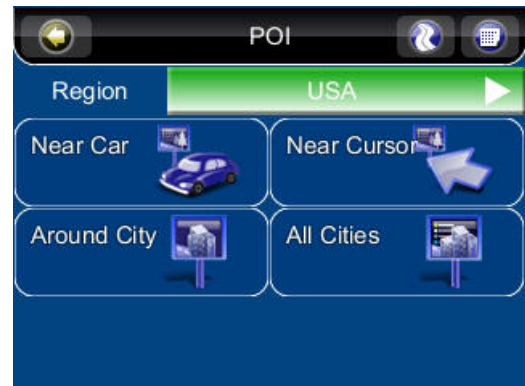 POI
Region USA
Near Car
Near Cursor
Around City
All Cities